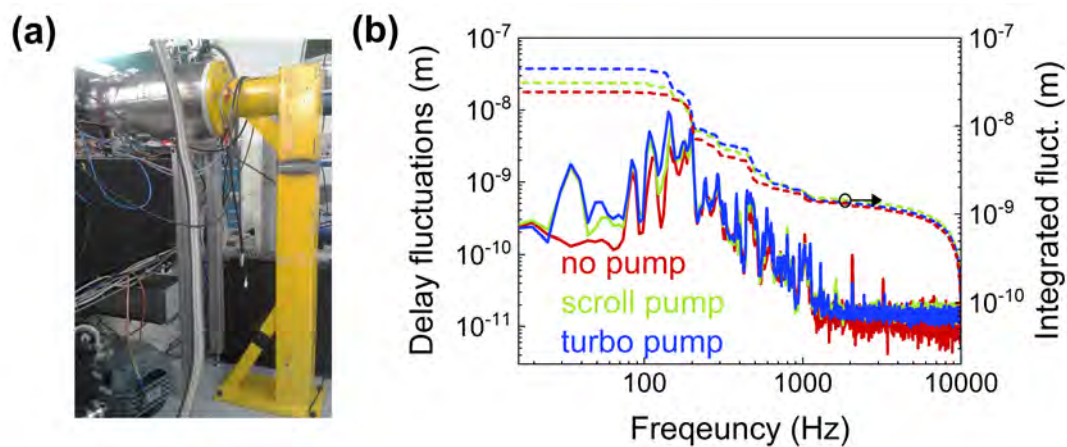 (a)
(b)
Delay fluctuations (m)
10⁻⁷
10⁻⁸
10⁻⁹
10⁻¹⁰
10⁻¹¹
no pump
scroll pump
turbo pump
100
1000
10000
Freqeuncy (Hz)
10⁻⁷
10⁻⁸
10⁻⁹
10⁻¹⁰
Integrated fluct. (m)